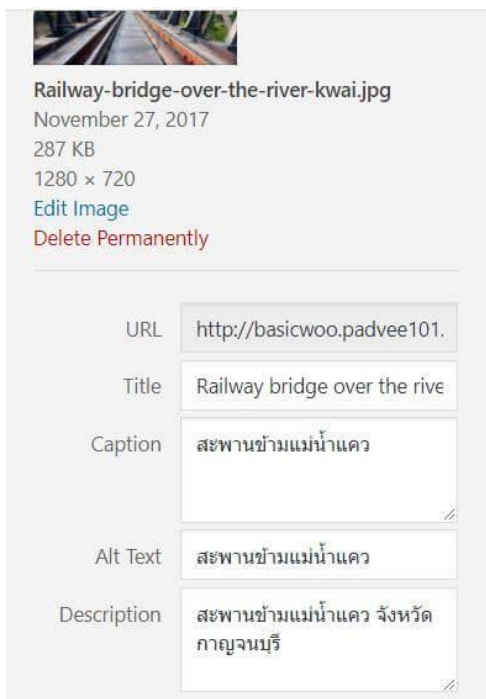 Railway-bridge-over-the-river-kwai.jpg
November 27, 2017
287 KB
1280 × 720
Edit Image
Delete Permanently
URL
http://basicwoo.padvee101.
Title
Railway bridge over the rive
Caption
สะพานข้ามแม่น้ำแคว
Alt Text
สะพานข้ามแม่น้ำแคว
Description
สะพานข้ามแม่น้ำแคว จังหวัด
กาญจนบุรี